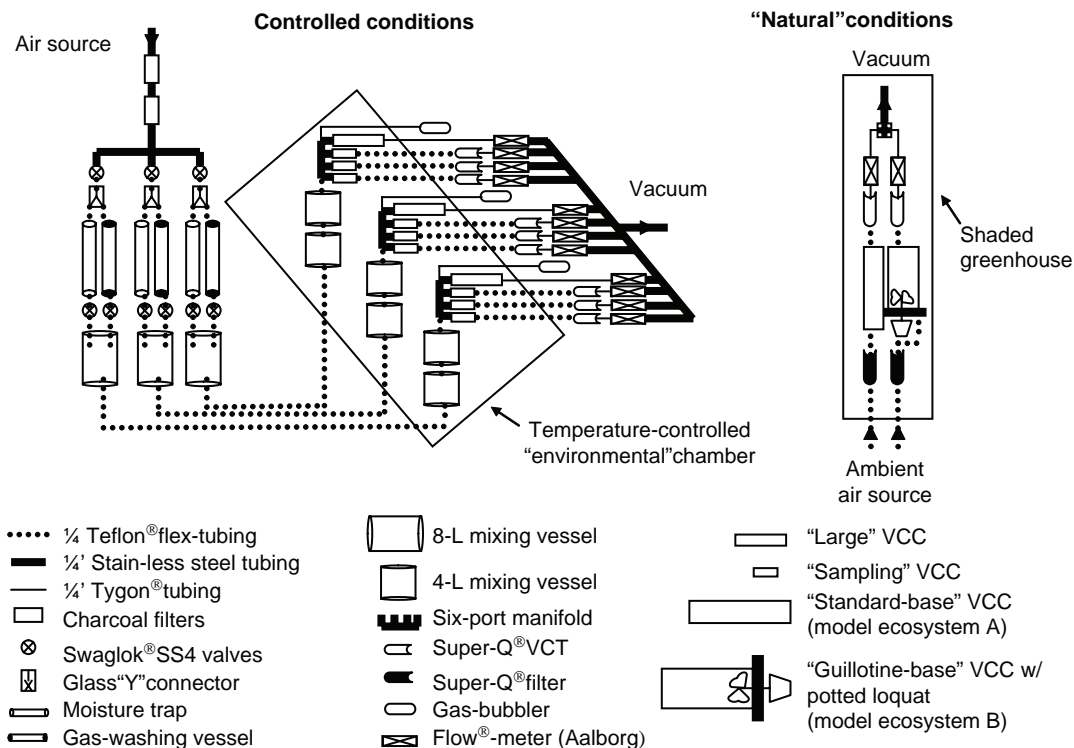 Controlled conditions
“Natural”conditions
Air source
Vacuum
Vacuum
Shaded
greenhouse
Temperature-controlled
“environmental”chamber
Ambient
air source
¼ Teflon®flex-tubing
¼’ Stain-less steel tubing
¼’ Tygon®tubing
Charcoal filters
Swaglok®SS4 valves
Glass“Y”connector
Moisture trap
Gas-washing vessel
8-L mixing vessel
4-L mixing vessel
Six-port manifold
Super-Q®VCT
Super-Q®filter
Gas-bubbler
Flow®-meter (Aalborg)
“Large” VCC
“Sampling” VCC
“Standard-base” VCC
(model ecosystem A)
“Guillotine-base” VCC w/
potted loquat
(model ecosystem B)